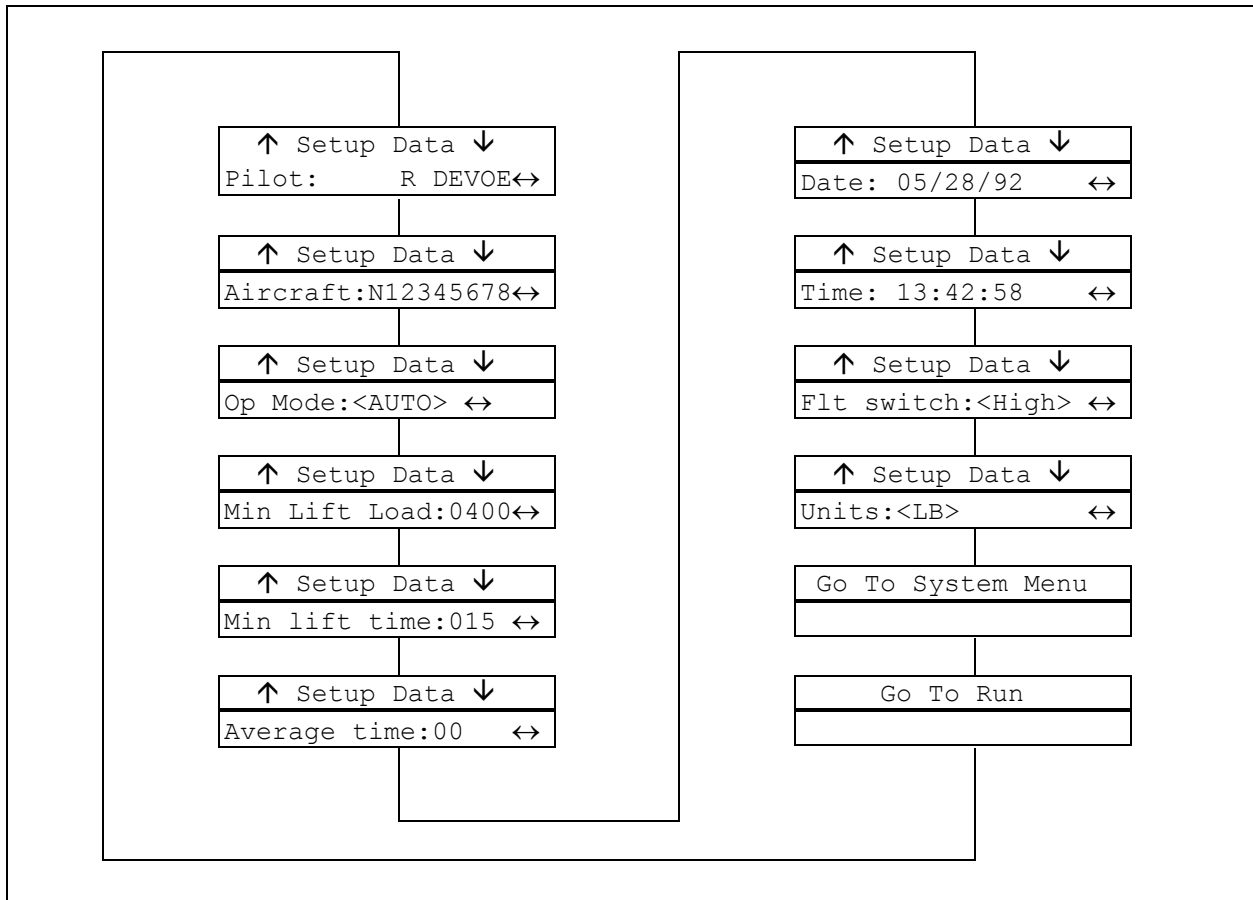 ↑ Setup Data ↓
Pilot:     R DEVOE↔
↑ Setup Data ↓
Aircraft:N12345678↔
↑ Setup Data ↓
Op Mode:<AUTO> ↔
↑ Setup Data ↓
Min Lift Load:0400↔
↑ Setup Data ↓
Min lift time:015 ↔
↑ Setup Data ↓
Average time:00   ↔
↑ Setup Data ↓
Date: 05/28/92    ↔
↑ Setup Data ↓
Time: 13:42:58    ↔
↑ Setup Data ↓
Flt switch:<High> ↔
↑ Setup Data ↓
Units:<LB>        ↔
Go To System Menu
Go To Run